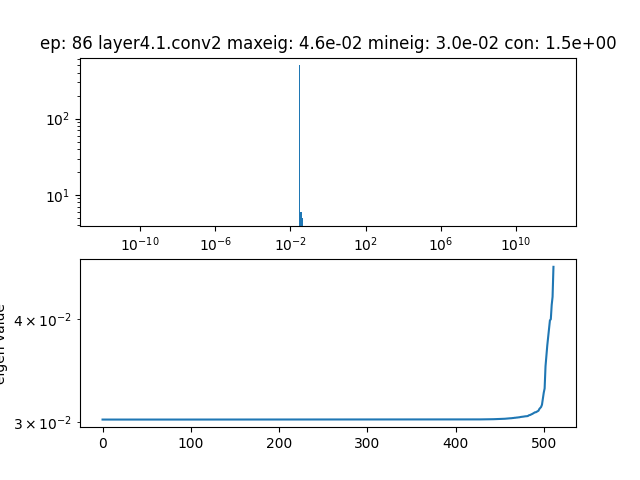 ep: 86 layer4.1.conv2 maxeig: 4.6e-02 mineig: 3.0e-02 con: 1.5e+00
10²
10¹
10⁻¹⁰ 10⁻⁶ 10⁻² 10² 10⁶ 10¹⁰
eigen value
4 × 10⁻²
3 × 10⁻²
0 100 200 300 400 500